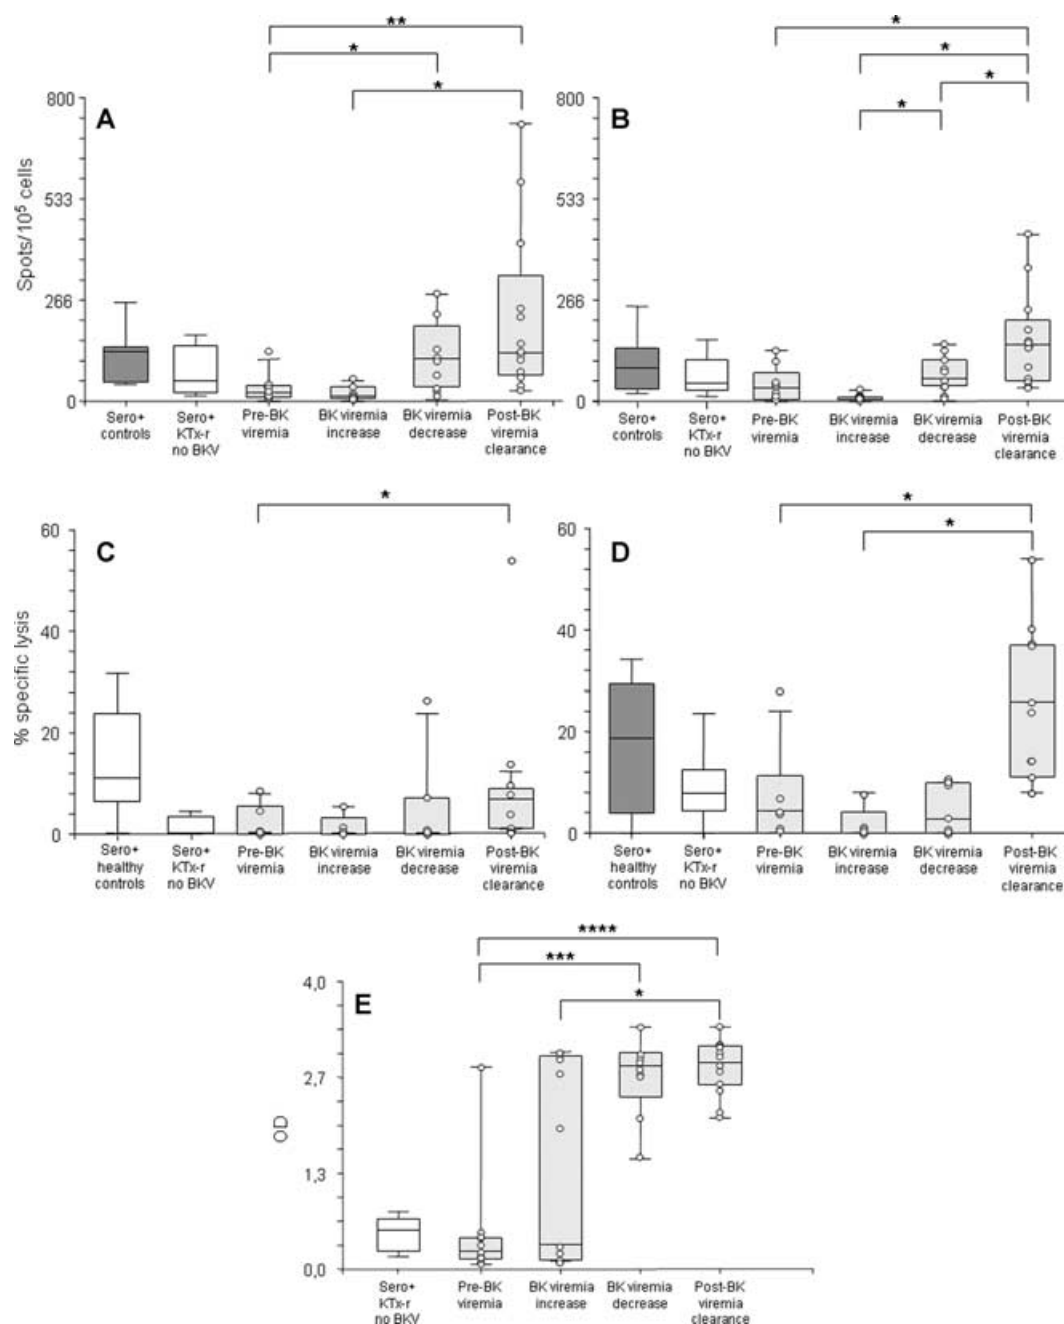 **
*
*
*
*
*
*
A
B
800
533
266
0
800
533
266
0
Spots/10⁵ cells
Sero+
controls
Sero+
KTx-r
no BKV
Pre-BK
viremia
BK viremia
increase
BK viremia
decrease
Post-BK
viremia
clearance
Sero+
controls
Sero+
KTx-r
no BKV
Pre-BK
viremia
BK viremia
increase
BK viremia
decrease
Post-BK
viremia
clearance
*
*
*
C
D
60
40
20
0
60
40
20
0
% specific lysis
Sero+
healthy
controls
Sero+
KTx-r
no BKV
Pre-BK
viremia
BK viremia
increase
BK viremia
decrease
Post-BK
viremia
clearance
Sero+
healthy
controls
Sero+
KTx-r
no BKV
Pre-BK
viremia
BK viremia
increase
BK viremia
decrease
Post-BK
viremia
clearance
****
***
*
E
4,0
2,7
1,3
0,0
OD
Sero+
KTx-r
no BKV
Pre-BK
viremia
BK viremia
increase
BK viremia
decrease
Post-BK
viremia
clearance